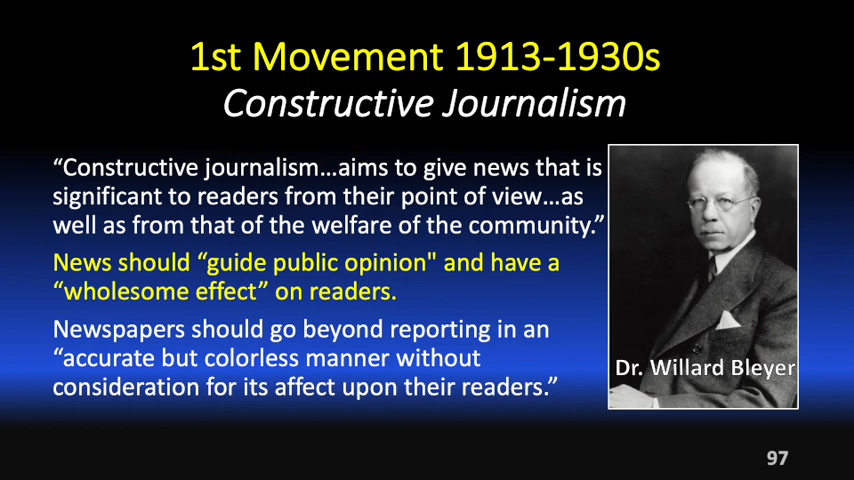 1st Movement 1913-1930s
Constructive Journalism
“Constructive journalism…aims to give news that is
significant to readers from their point of view…as
well as from that of the welfare of the community.”
News should “guide public opinion" and have a
“wholesome effect” on readers.
Newspapers should go beyond reporting in an
“accurate but colorless manner without
consideration for its affect upon their readers.”
Dr. Willard Bleyer
97